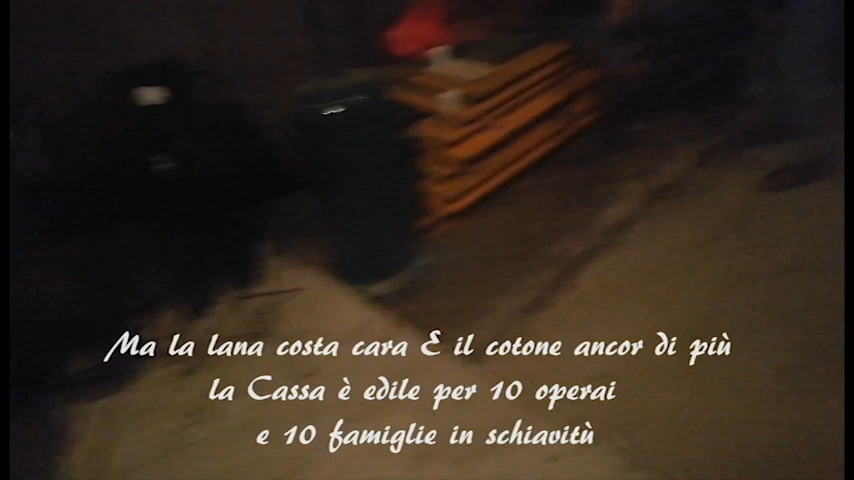 Ma la lana costa cara E il cotone ancor di più
la Cassa è edile per 10 operai
e 10 famiglie in schiavitù